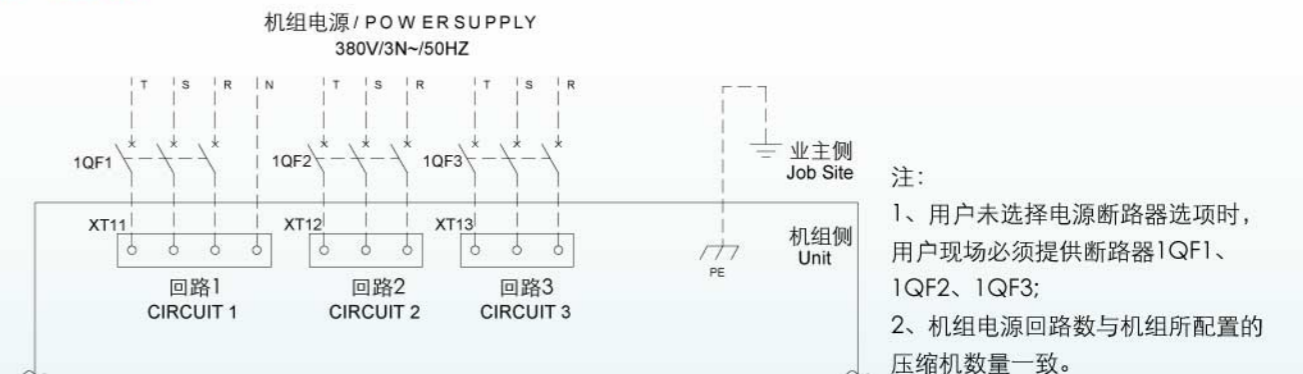 机组电源/POWER SUPPLY
380V/3N~/50HZ
T S R N T S R T S R
1QF1 1QF2 1QF3
业主侧
Job Site
XT11 XT12 XT13
机组侧
Unit
PE
回路1 回路2 回路3
CIRCUIT 1 CIRCUIT 2 CIRCUIT 3
注：
1、用户未选择电源断路器选项时，
用户现场必须提供断路器1QF1、
1QF2、1QF3;
2、机组电源回路数与机组所配置的
压缩机数量一致。